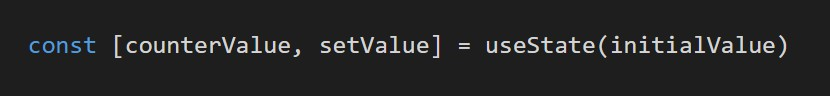 const [counterValue, setValue] = useState(initialValue)